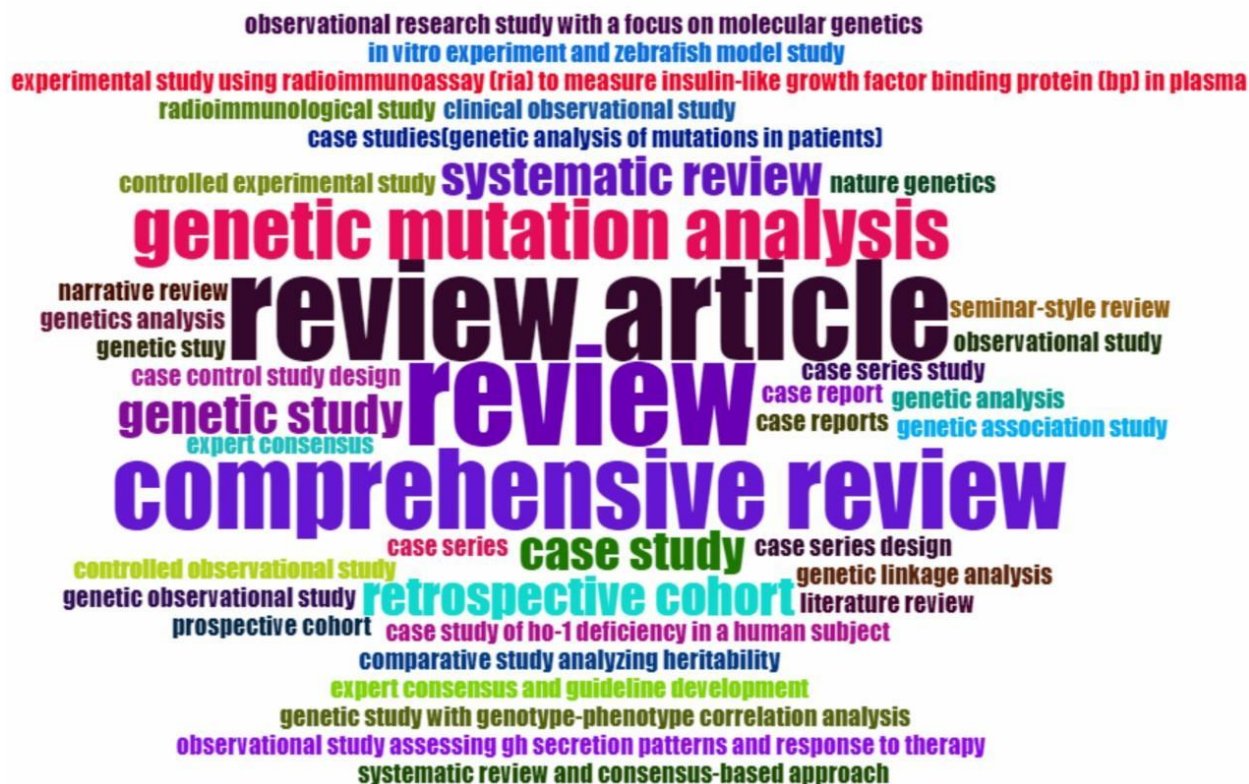 observational research study with a focus on molecular genetics
in vitro experiment and zebrafish model study
experimental study using radioimmunoassay (ria) to measure insulin-like growth factor binding protein (bp) in plasma
radioimmunological study clinical observational study
case studies(genetic analysis of mutations in patients)
controlled experimental study systematic review nature genetics
genetic mutation analysis
narrative review
genetics analysis
genetic stuy
review article
seminar-style review
observational study
case control study design
genetic study
expert consensus
review
case series study
case report genetic analysis
case reports genetic association study
comprehensive review
case series case study case series design
controlled observational study
genetic linkage analysis
genetic observational study retrospective cohort literature review
prospective cohort case study of ho-1 deficiency in a human subject
comparative study analyzing heritability
expert consensus and guideline development
genetic study with genotype-phenotype correlation analysis
observational study assessing gh secretion patterns and response to therapy
systematic review and consensus-based approach